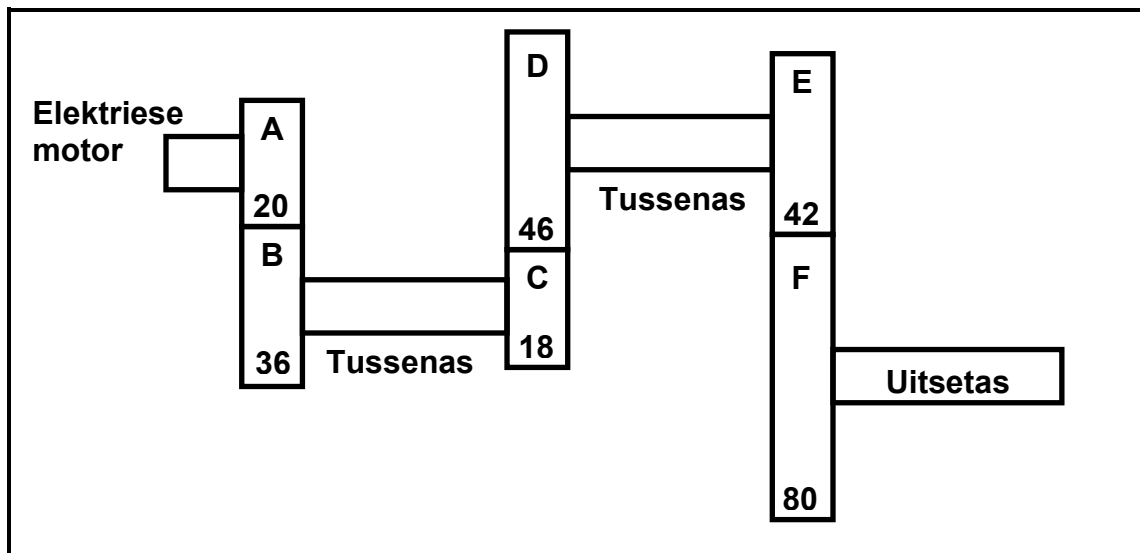 Elektriese
motor
A
20
B
36
Tussenas
D
46
C
18
Tussenas
E
42
F
80
Uitsetas